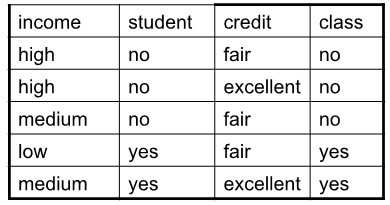 income student credit class
high no fair no
high no excellent no
medium no fair no
low yes fair yes
medium yes excellent yes